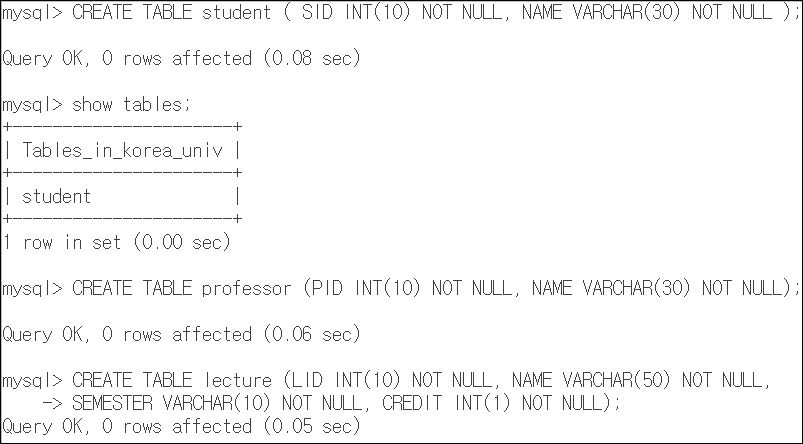 mysql> CREATE TABLE student ( SID INT(10) NOT NULL, NAME VARCHAR(30) NOT NULL );
Query OK, 0 rows affected (0.08 sec)
mysql> show tables;
+----------------------+
| Tables_in_korea_univ |
+----------------------+
| student              |
+----------------------+
1 row in set (0.00 sec)
mysql> CREATE TABLE professor (PID INT(10) NOT NULL, NAME VARCHAR(30) NOT NULL);
Query OK, 0 rows affected (0.06 sec)
mysql> CREATE TABLE lecture (LID INT(10) NOT NULL, NAME VARCHAR(50) NOT NULL,
    -> SEMESTER VARCHAR(10) NOT NULL, CREDIT INT(1) NOT NULL);
Query OK, 0 rows affected (0.05 sec)